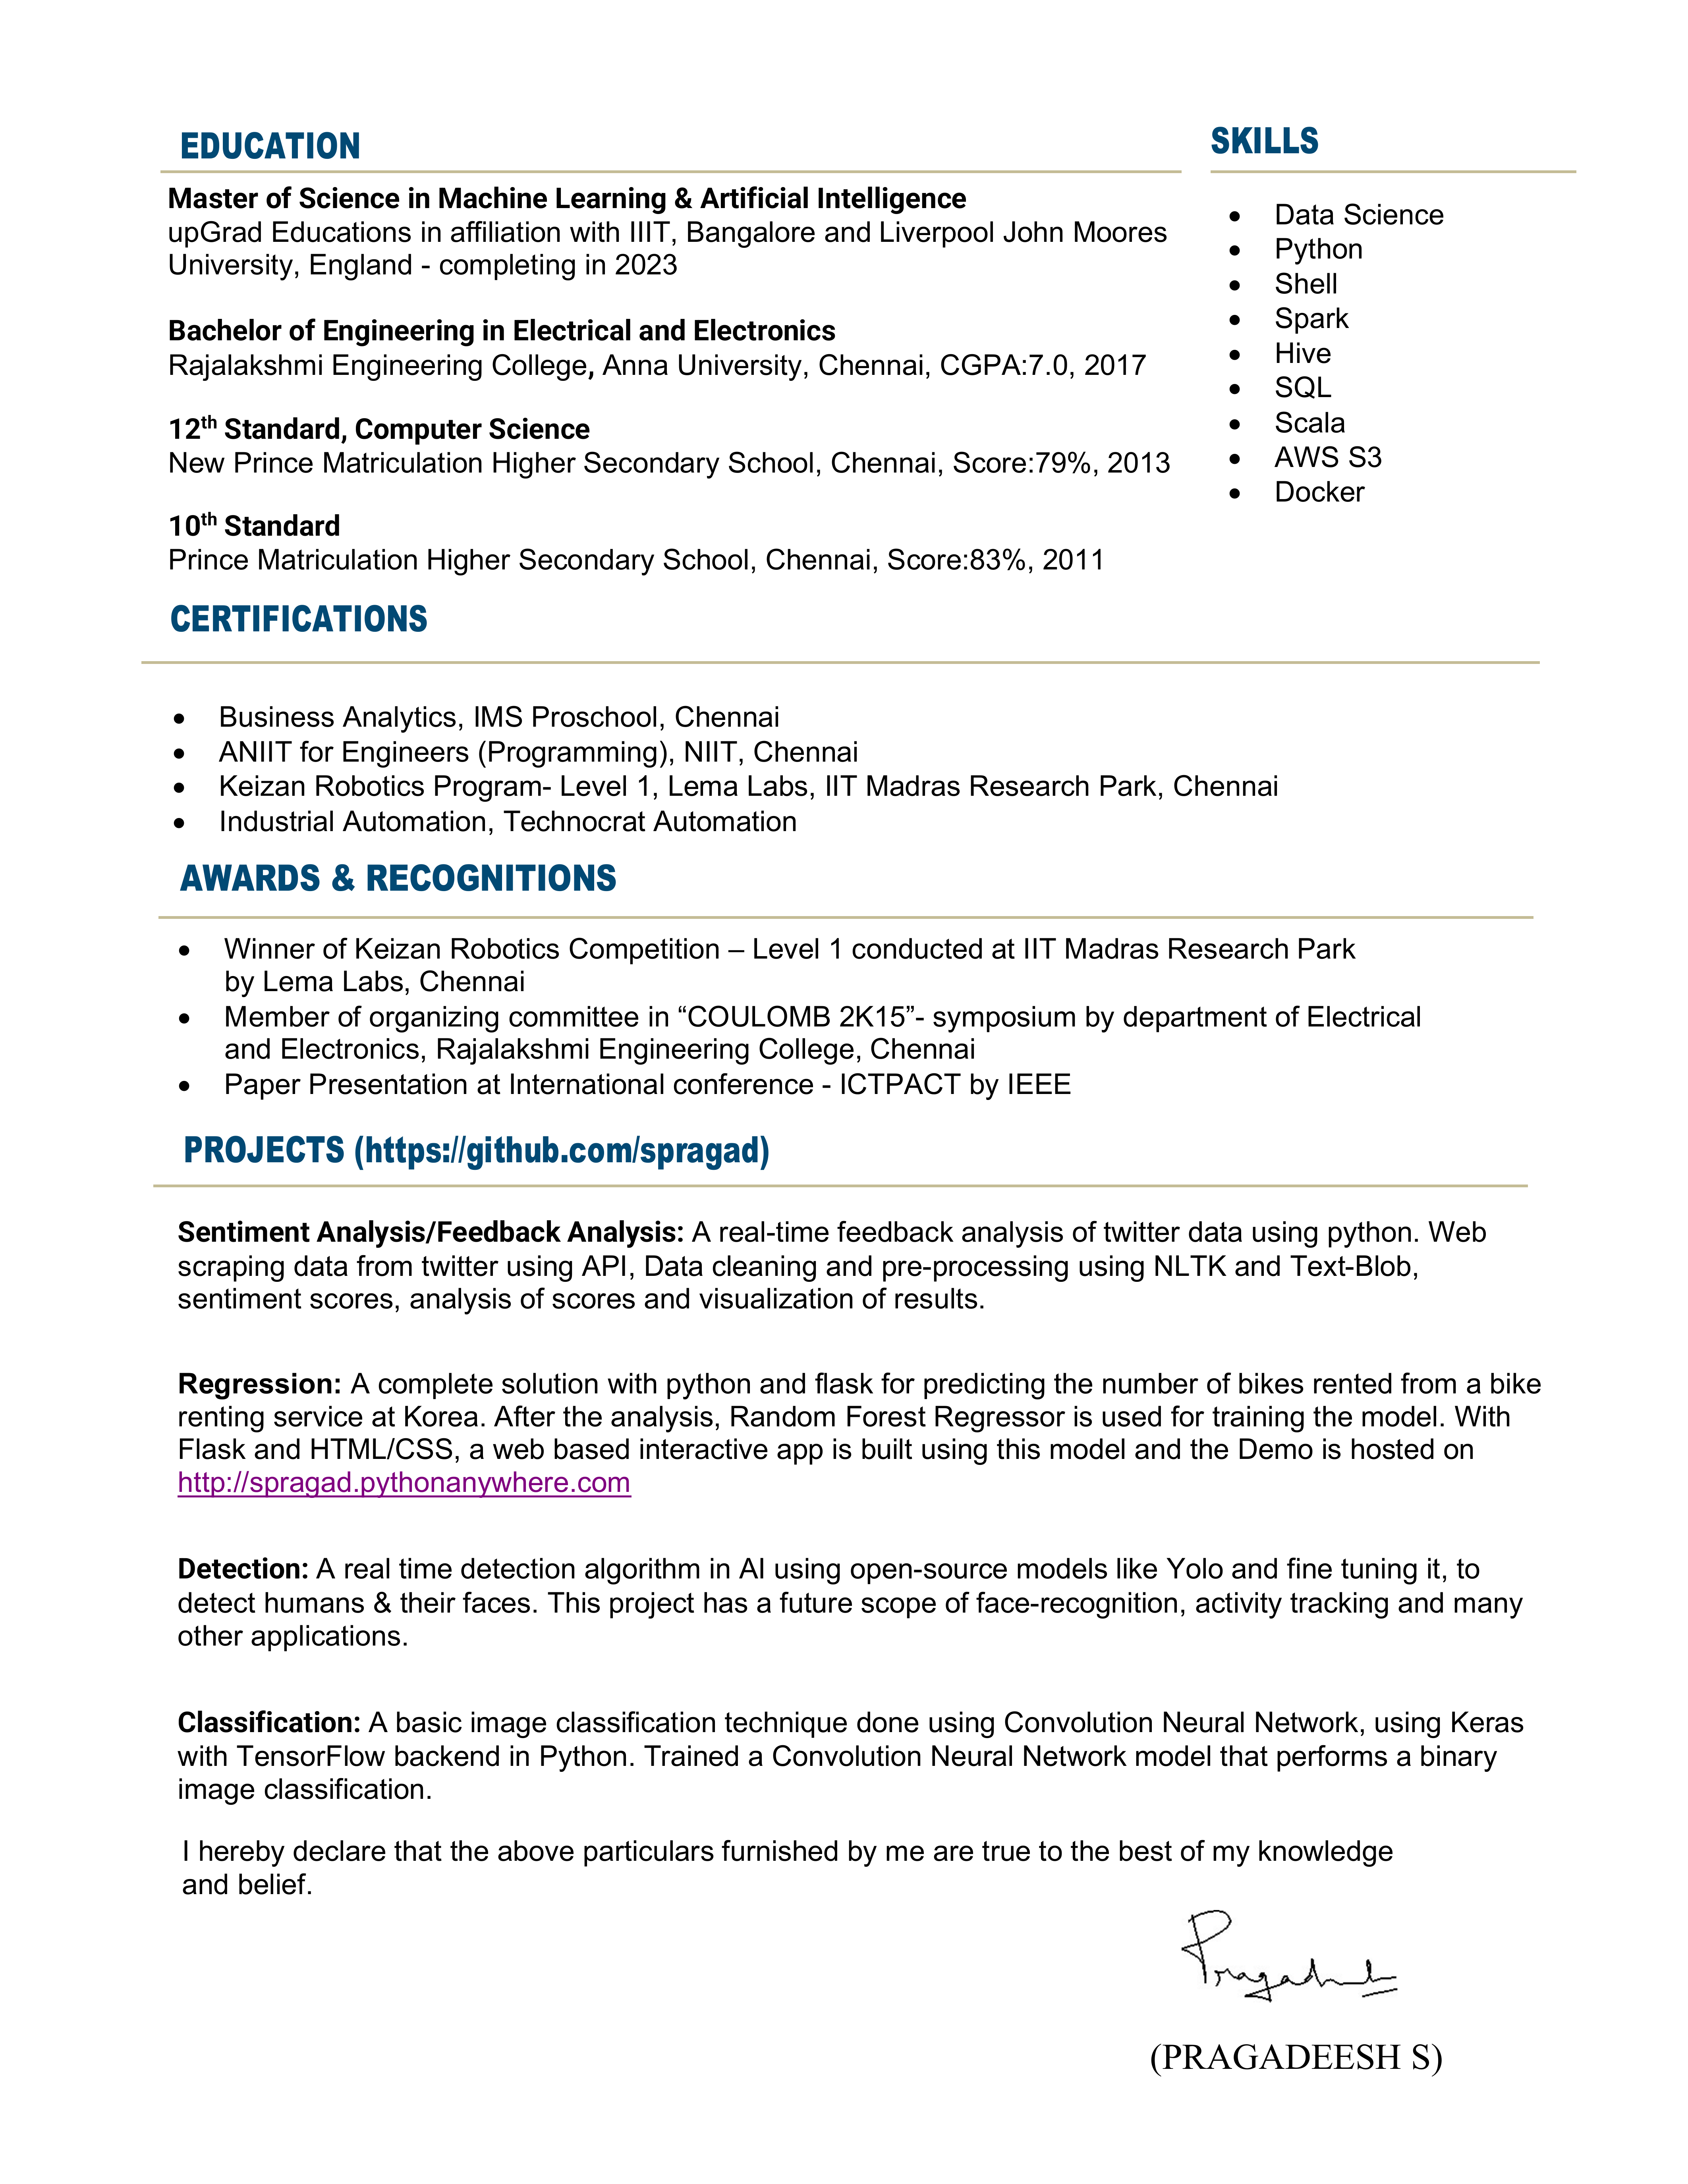 EDUCATION
Master of Science in Machine Learning & Artificial Intelligence
upGrad Educations in affiliation with IIIT, Bangalore and Liverpool John Moores
University, England - completing in 2023
Bachelor of Engineering in Electrical and Electronics
Rajalakshmi Engineering College, Anna University, Chennai, CGPA:7.0, 2017
12th Standard, Computer Science
New Prince Matriculation Higher Secondary School, Chennai, Score:79%, 2013
10th Standard
Prince Matriculation Higher Secondary School, Chennai, Score:83%, 2011
SKILLS
• Data Science
• Python
• Shell
• Spark
• Hive
• SQL
• Scala
• AWS S3
• Docker
CERTIFICATIONS
• Business Analytics, IMS Proschool, Chennai
• ANIIT for Engineers (Programming), NIIT, Chennai
• Keizan Robotics Program- Level 1, Lema Labs, IIT Madras Research Park, Chennai
• Industrial Automation, Technocrat Automation
AWARDS & RECOGNITIONS
• Winner of Keizan Robotics Competition – Level 1 conducted at IIT Madras Research Park
by Lema Labs, Chennai
• Member of organizing committee in “COULOMB 2K15”- symposium by department of Electrical
and Electronics, Rajalakshmi Engineering College, Chennai
• Paper Presentation at International conference - ICTPACT by IEEE
PROJECTS (https://github.com/spragad)
Sentiment Analysis/Feedback Analysis: A real-time feedback analysis of twitter data using python. Web
scraping data from twitter using API, Data cleaning and pre-processing using NLTK and Text-Blob,
sentiment scores, analysis of scores and visualization of results.
Regression: A complete solution with python and flask for predicting the number of bikes rented from a bike
renting service at Korea. After the analysis, Random Forest Regressor is used for training the model. With
Flask and HTML/CSS, a web based interactive app is built using this model and the Demo is hosted on
http://spragad.pythonanywhere.com
Detection: A real time detection algorithm in AI using open-source models like Yolo and fine tuning it, to
detect humans & their faces. This project has a future scope of face-recognition, activity tracking and many
other applications.
Classification: A basic image classification technique done using Convolution Neural Network, using Keras
with TensorFlow backend in Python. Trained a Convolution Neural Network model that performs a binary
image classification.
I hereby declare that the above particulars furnished by me are true to the best of my knowledge
and belief.
(PRAGADEESH S)